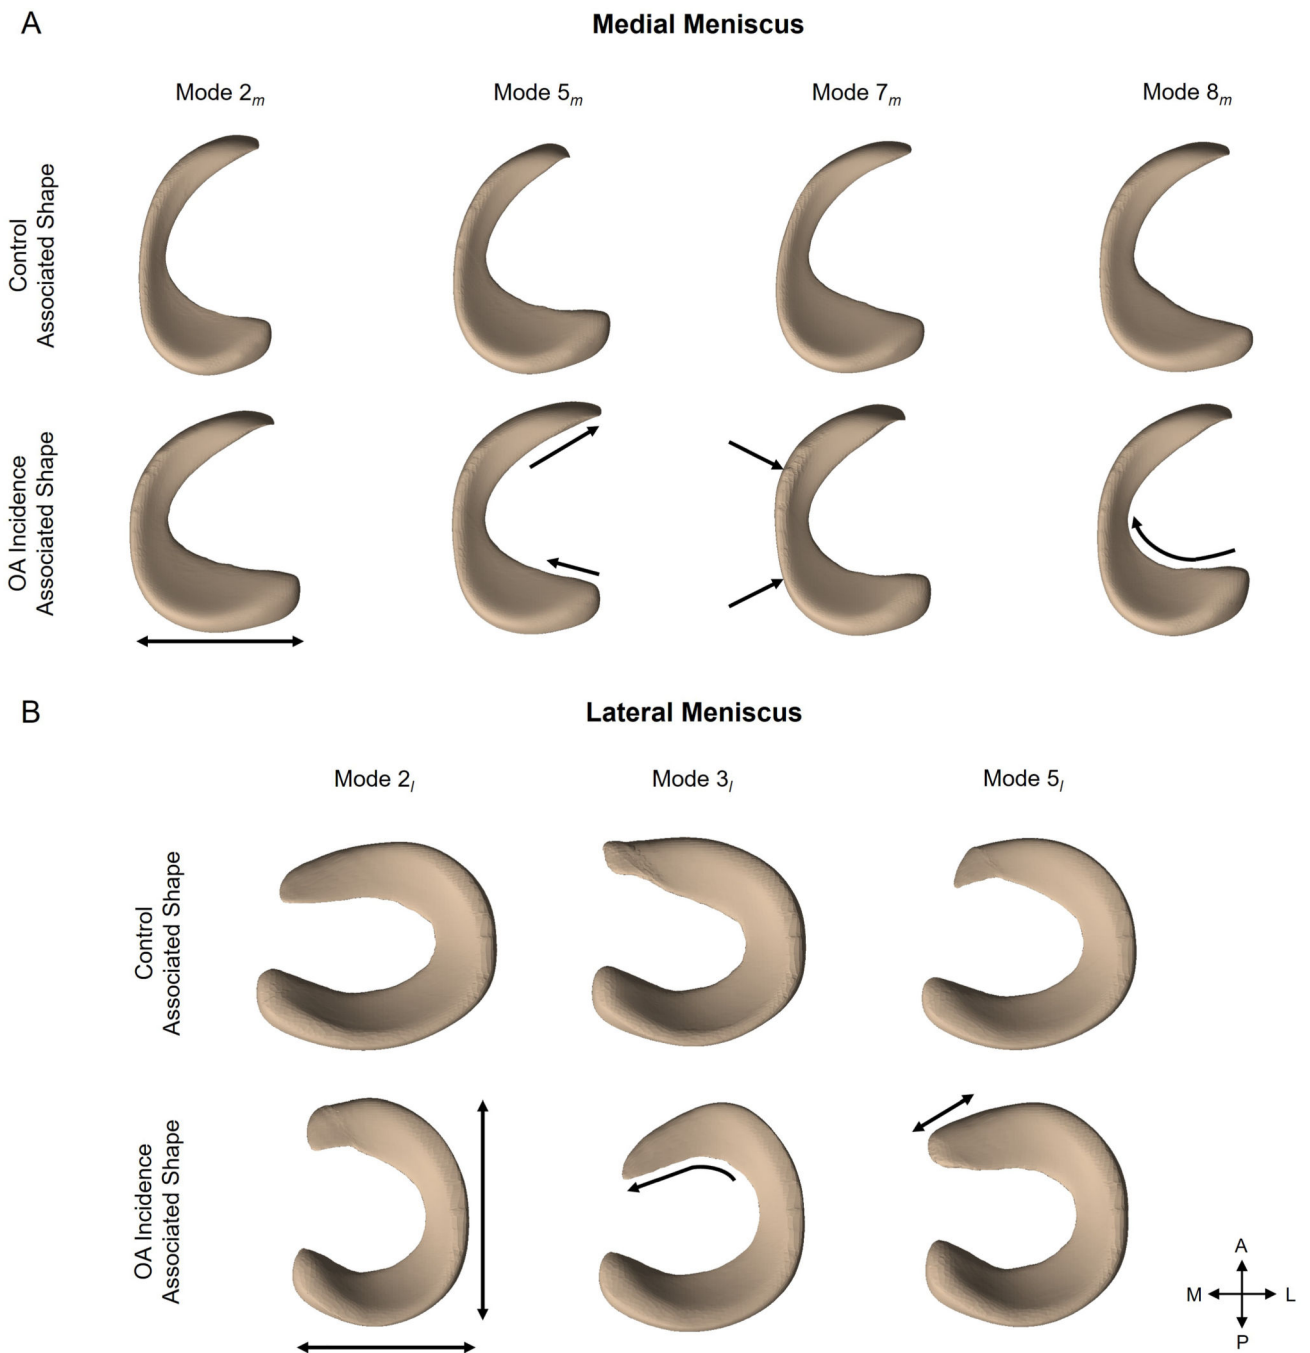 A
Medial Meniscus
Mode 2m
Mode 5m
Mode 7m
Mode 8m
Control
Associated Shape
OA Incidence
Associated Shape
B
Lateral Meniscus
Mode 2l
Mode 3l
Mode 5l
Control
Associated Shape
OA Incidence
Associated Shape
A
M
L
P